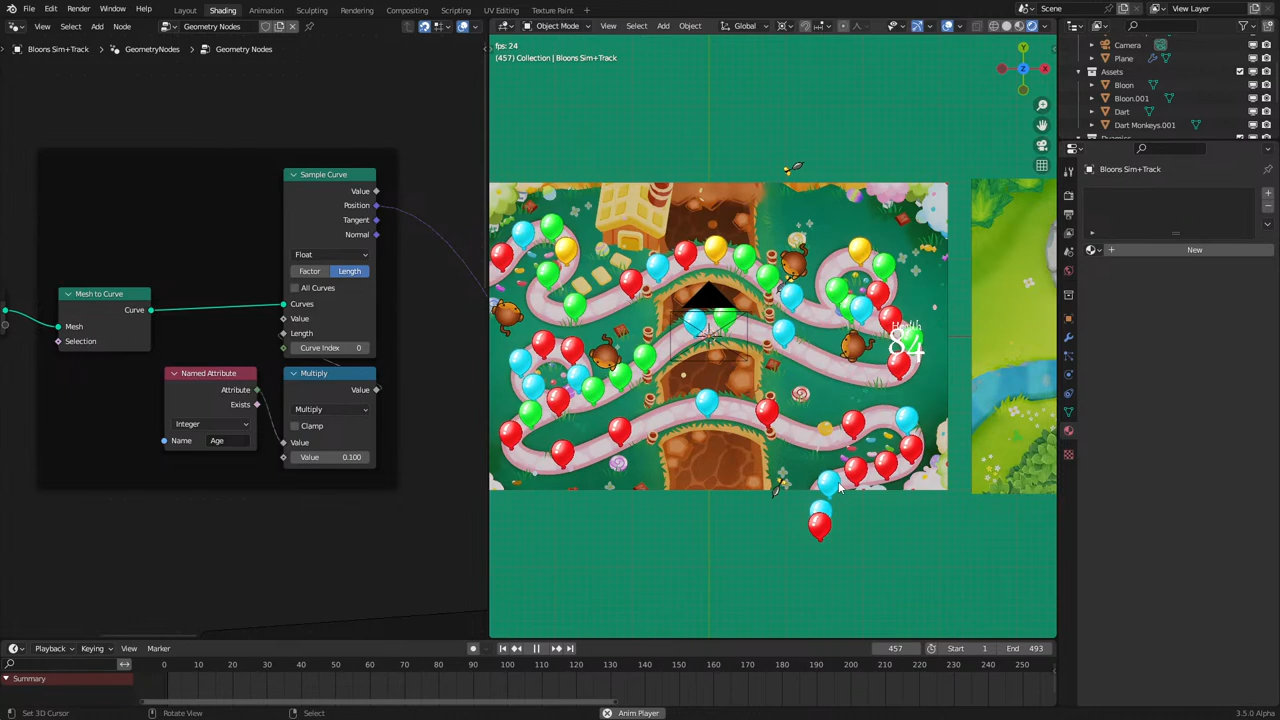 File Edit Render Window Help Layout Shading Animation Scripting Rendering Compositing Sculpting UV Editing Texture Paint Scene View Layer
View Select Add Node Geometry Nodes Object Mode View Select Add Object Global
Bloons Sim+Track GeometryNodes Geometry Nodes
fps: 24
(457) Collection | Bloons Sim+Track
Y
Z
X
Camera
Plane
Assets
Bloon
Bloon.001
Dart
Dart Monkeys.001
Bloons Sim+Track
New
Sample Curve
Value
Position
Tangent
Normal
Float
Factor Length
All Curves
Curves
Value
Length
Curve Index 0
Mesh to Curve
Curve
Mesh
Selection
Named Attribute
Attribute
Exists
Integer
Name Age
Multiply
Value
Multiply
Clamp
Value
Value 0.100
Health
84
Playback Keying View Marker 457 Start 1 End 493
0 10 20 30 40 50 60 70 80 90 100 110 120 130 140 150 160 170 180 190 200 210 220 230 240 250
Summary
Set 3D Cursor Rotate View Select Anim Player 3.5.0 Alpha